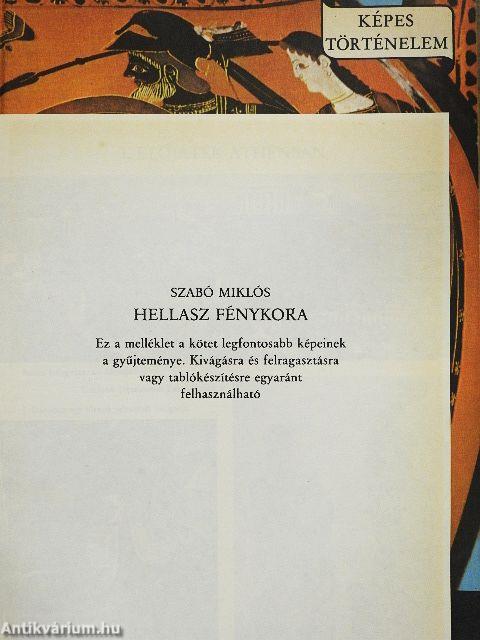 KÉPES
TÖRTÉNELEM
SZABÓ MIKLÓS
HELLASZ FÉNYKORA
Ez a melléklet a kötet legfontosabb képeinek
a gyűjteménye. Kivágásra és felragasztásra
vagy tablókészítésre egyaránt
felhasználható
Antikvárium.hu